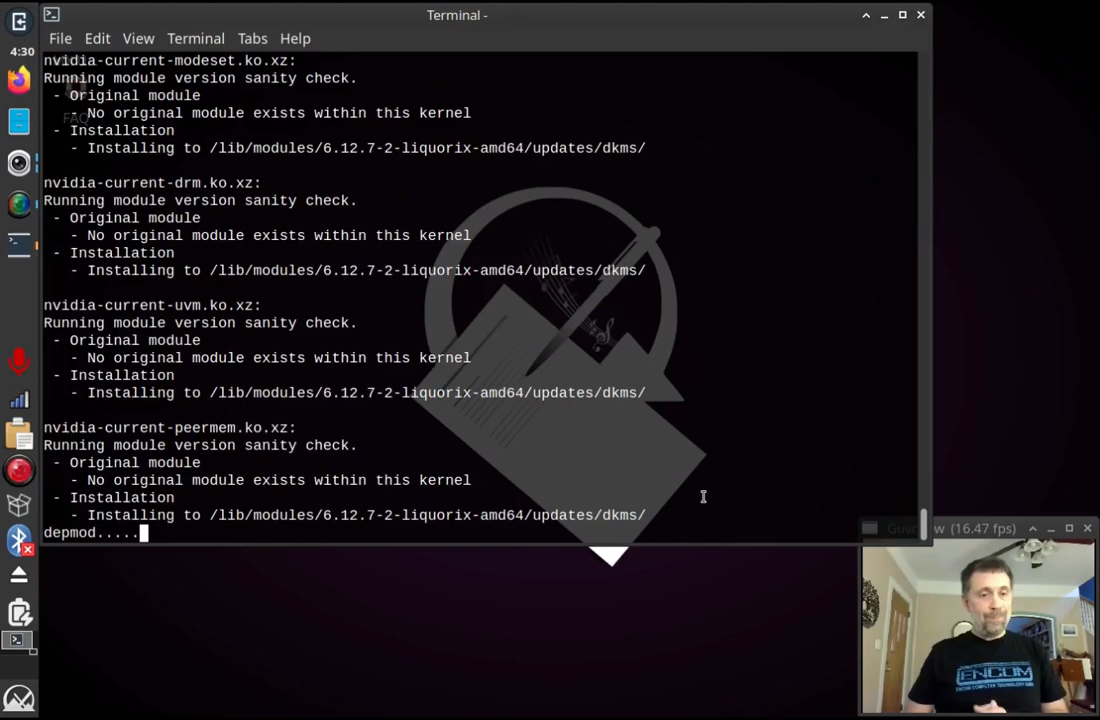 Terminal -
File Edit View Terminal Tabs Help
4:30
nvidia-current-modeset.ko.xz:
Running module version sanity check.
- Original module
FAQ
- No original module exists within this kernel
- Installation
- Installing to /lib/modules/6.12.7-2-liquorix-amd64/updates/dkms/
nvidia-current-drm.ko.xz:
Running module version sanity check.
- Original module
- No original module exists within this kernel
- Installation
- Installing to /lib/modules/6.12.7-2-liquorix-amd64/updates/dkms/
nvidia-current-uvm.ko.xz:
Running module version sanity check.
- Original module
- No original module exists within this kernel
- Installation
- Installing to /lib/modules/6.12.7-2-liquorix-amd64/updates/dkms/
nvidia-current-peermem.ko.xz:
Running module version sanity check.
- Original module
- No original module exists within this kernel
- Installation
- Installing to /lib/modules/6.12.7-2-liquorix-amd64/updates/dkms/
depmod.....
(16.47 fps)
ENCOM